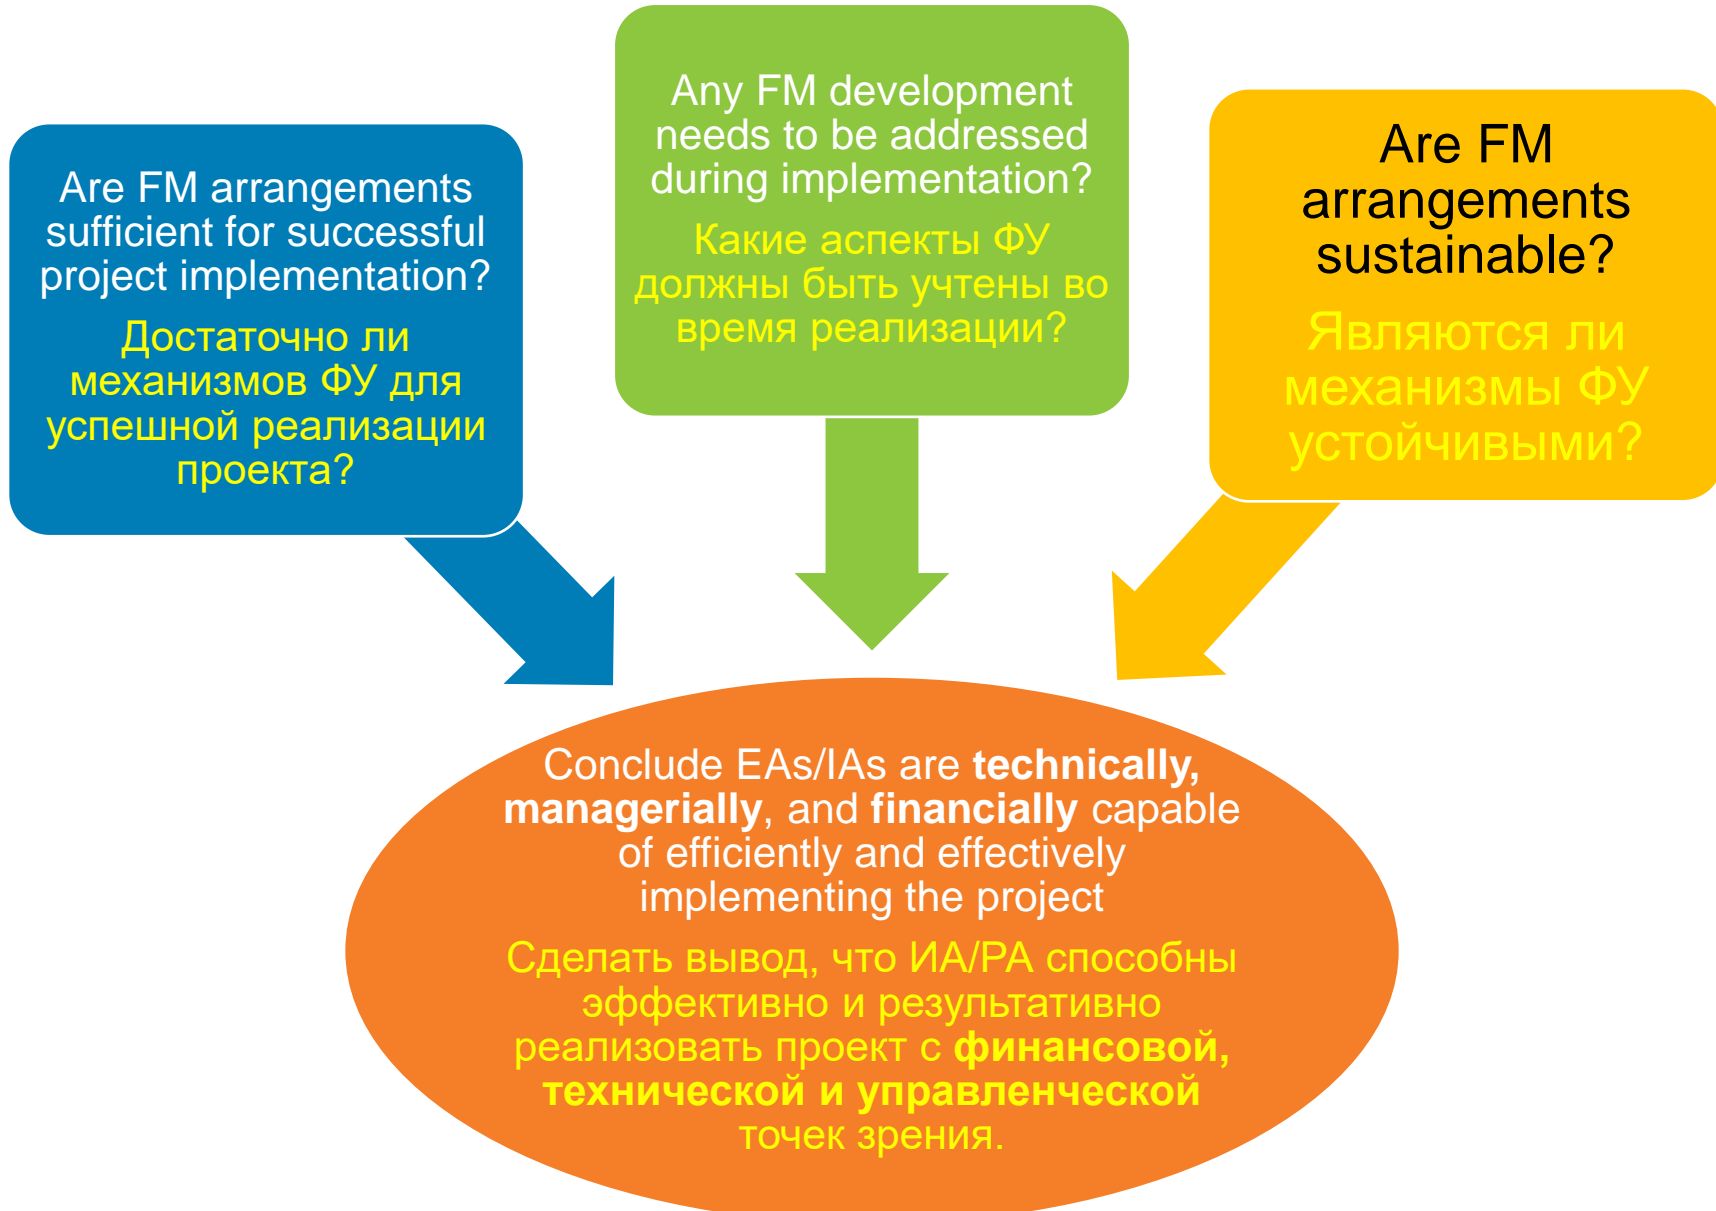 Are FM arrangements
sufficient for successful
project implementation?
Достаточно ли
механизмов ФУ для
успешной реализации
проекта?
Any FM development
needs to be addressed
during implementation?
Какие аспекты ФУ
должны быть учтены во
время реализации?
Are FM
arrangements
sustainable?
Являются ли
механизмы ФУ
устойчивыми?
Conclude EAs/IAs are technically,
managerially, and financially capable
of efficiently and effectively
implementing the project
Сделать вывод, что ИА/РА способны
эффективно и результативно
реализовать проект с финансовой,
технической и управленческой
точек зрения.